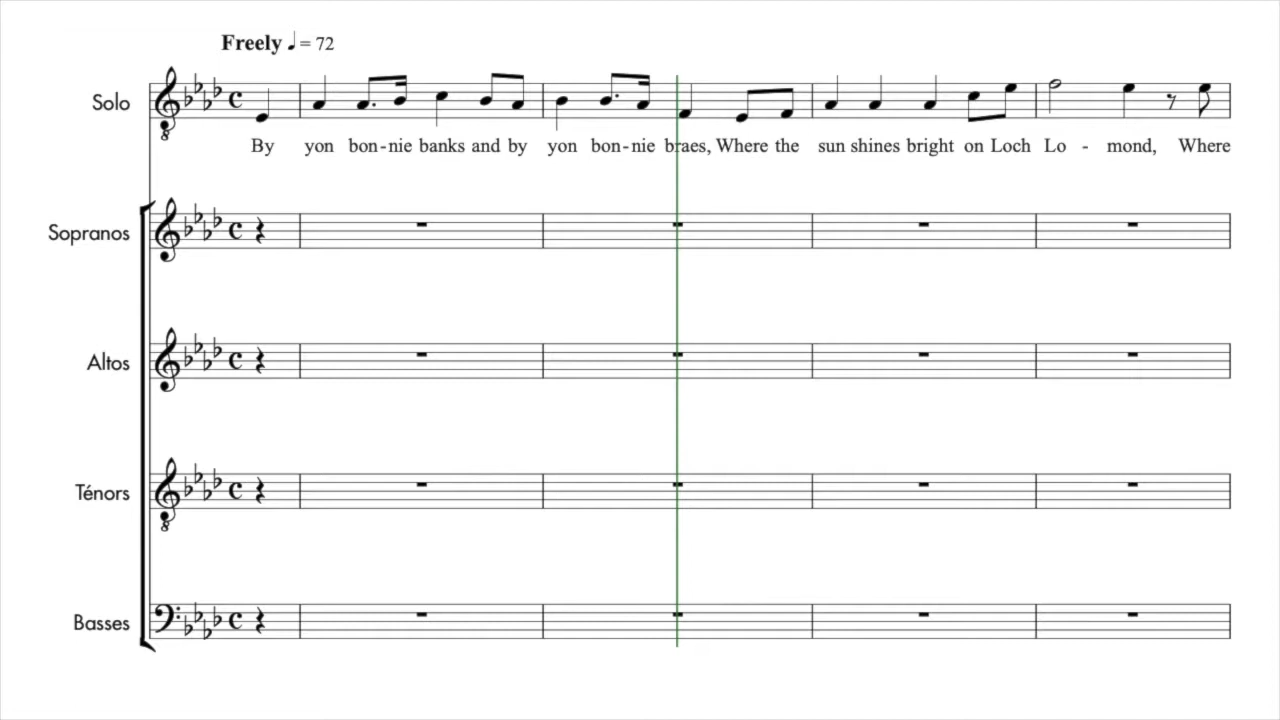 Freely ♩ = 72
Solo
By yon bon-nie banks and by yon bon-nie braes, Where the sun shines bright on Loch Lo - mond, Where
Sopranos
Altos
Ténors
Basses